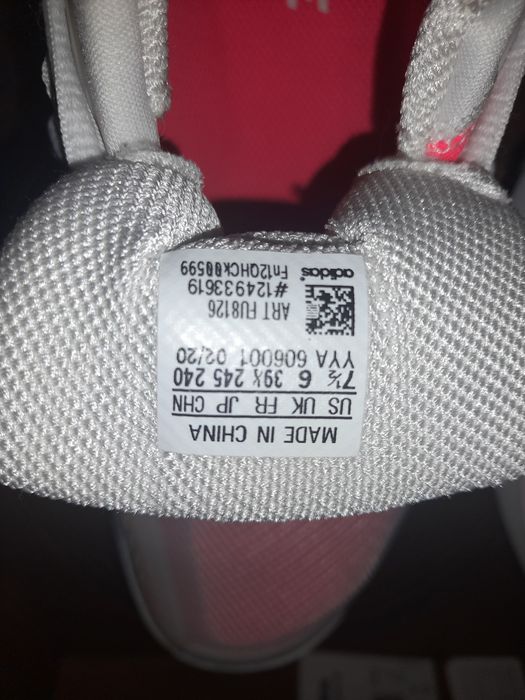 MADE IN CHINA
US UK FR JP CHN
7½ 6 39⅓ 245 240
YYA 606001 02/20
ART FU8126
#124933619
adidas Fn12QHCk00599